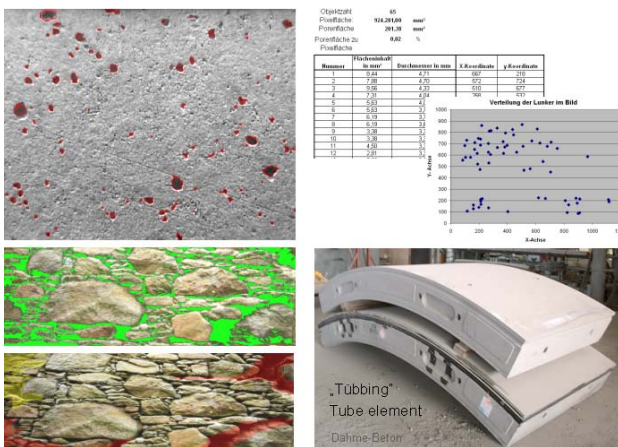 Objektzahl: 65
Pixelfläche: 924.201,00 mm²
Porenfläche 201,38 mm²
Porenfläche zu 0,02 %
Pixelfläche
Flächeninhalt
Nummer in mm² Durchmesser in mm X-Koordinate y-Koordinate
1 9,44 4,71 667 210
2 7,88 4,70 572 724
3 9,56 4,33 510 677
4 7,31 4,04
5 5,63
6 5,63
7 6,19
8 6,19
9 3,38
10 3,38
11 4,50
12 2,81
Verteilung der Lunker im Bild
1000
900
800
700
600
500
400
300
200
100
0
Y-Achse
0 200 400 600 800 1000
X-Achse
„Tübbing"
Tube element
Dahme-Beton